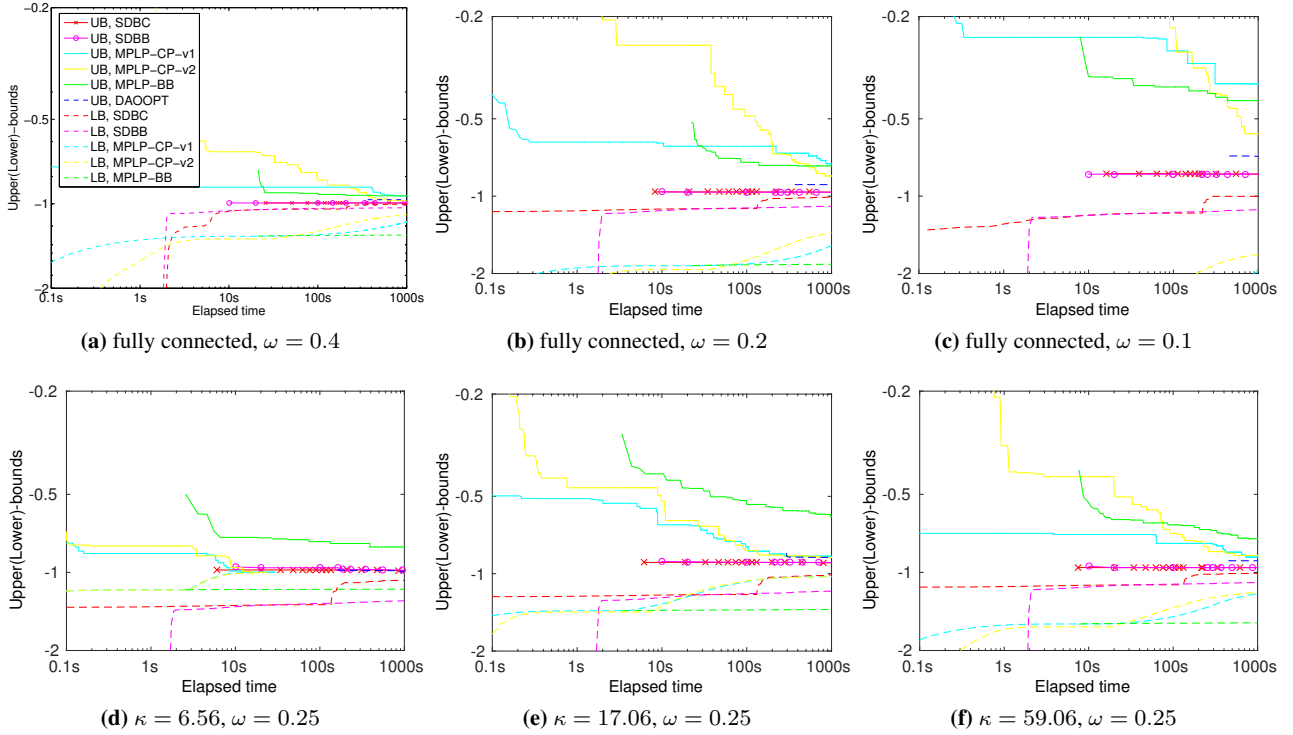 -0.2
UB, SDBC
UB, SDBB
UB, MPLP-CP-v1
UB, MPLP-CP-v2
UB, MPLP-BB
UB, DAOOPT
LB, SDBC
LB, SDBB
LB, MPLP-CP-v1
LB, MPLP-CP-v2
LB, MPLP-BB
-0.5
-1
-2
Upper(Lower)-bounds
0.1s 1s 10s 100s 1000s
Elapsed time
(a) fully connected, ω = 0.4
-0.2
-0.5
-1
-2
Upper(Lower)-bounds
0.1s 1s 10s 100s 1000s
Elapsed time
(b) fully connected, ω = 0.2
-0.2
-0.5
-1
-2
Upper(Lower)-bounds
0.1s 1s 10s 100s 1000s
Elapsed time
(c) fully connected, ω = 0.1
-0.2
-0.5
-1
-2
Upper(Lower)-bounds
0.1s 1s 10s 100s 1000s
Elapsed time
(d) κ = 6.56, ω = 0.25
-0.2
-0.5
-1
-2
Upper(Lower)-bounds
0.1s 1s 10s 100s 1000s
Elapsed time
(e) κ = 17.06, ω = 0.25
-0.2
-0.5
-1
-2
Upper(Lower)-bounds
0.1s 1s 10s 100s 1000s
Elapsed time
(f) κ = 59.06, ω = 0.25